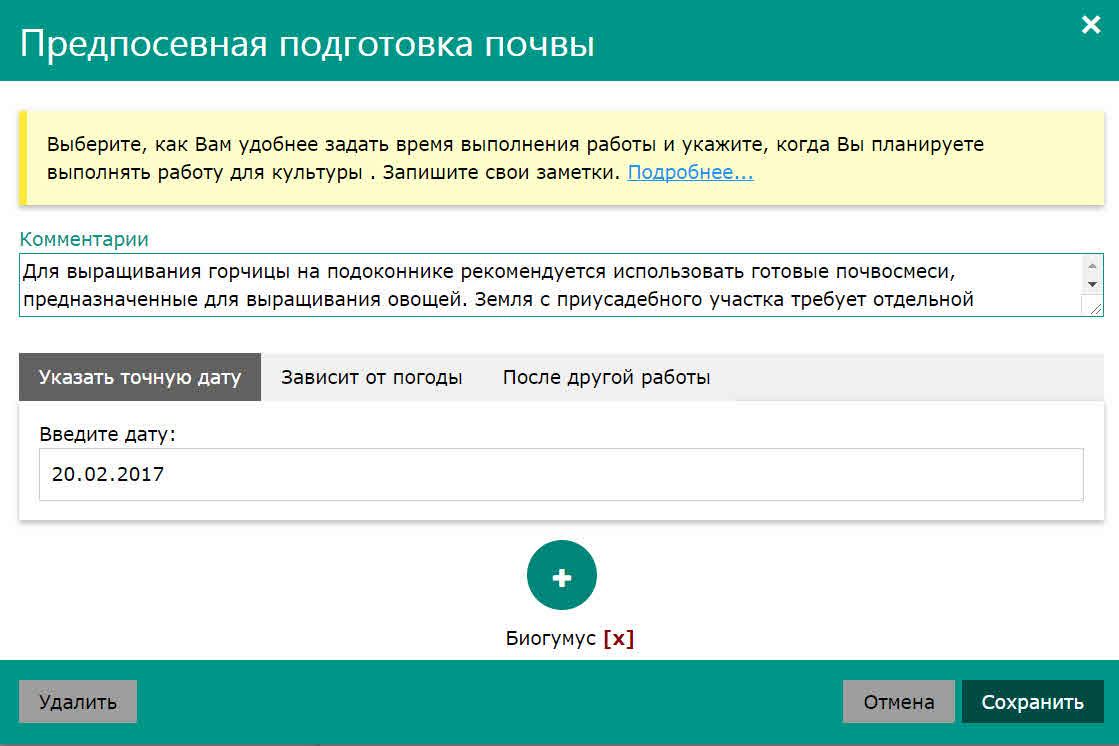 Предпосевная подготовка почвы
×
Выберите, как Вам удобнее задать время выполнения работы и укажите, когда Вы планируете
выполнять работу для культуры . Запишите свои заметки. Подробнее...
Комментарии
Для выращивания горчицы на подоконнике рекомендуется использовать готовые почвосмеси,
предназначенные для выращивания овощей. Земля с приусадебного участка требует отдельной
Указать точную дату Зависит от погоды После другой работы
Введите дату:
20.02.2017
+
Биогумус [x]
Удалить Отмена Сохранить